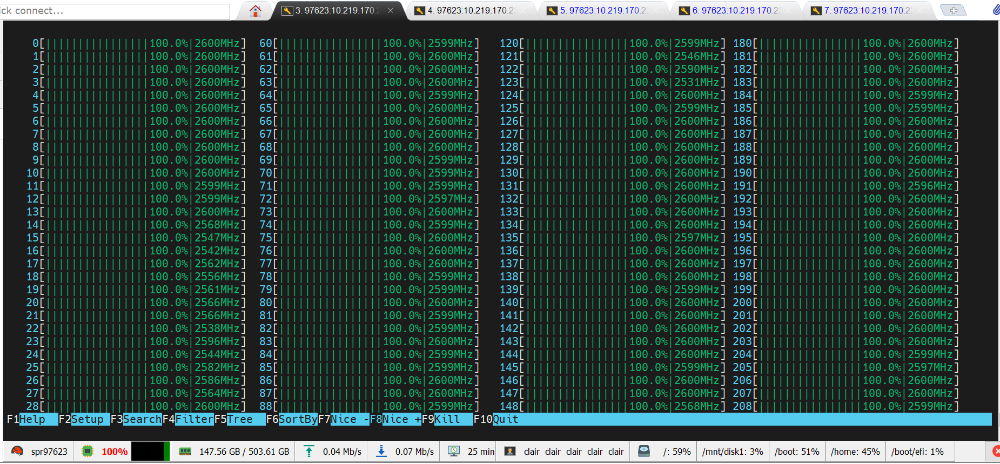 ick connect...
3. 97623:10.219.170.2
4. 97623:10.219.170.23
5. 97623:10.219.170.23
6. 97623:10.219.170.23
7. 97623:10.219.170.23
0[||||||||||||||||100.0%|2600MHz] 60[||||||||||||||||100.0%|2599MHz] 120[||||||||||||||||100.0%|2599MHz] 180[||||||||||||||||100.0%|2600MHz]
1[||||||||||||||||100.0%|2600MHz] 61[||||||||||||||||100.0%|2600MHz] 121[||||||||||||||||100.0%|2546MHz] 181[||||||||||||||||100.0%|2600MHz]
2[||||||||||||||||100.0%|2600MHz] 62[||||||||||||||||100.0%|2600MHz] 122[||||||||||||||||100.0%|2590MHz] 182[||||||||||||||||100.0%|2600MHz]
3[||||||||||||||||100.0%|2600MHz] 63[||||||||||||||||100.0%|2600MHz] 123[||||||||||||||||100.0%|2531MHz] 183[||||||||||||||||100.0%|2600MHz]
4[||||||||||||||||100.0%|2600MHz] 64[||||||||||||||||100.0%|2599MHz] 124[||||||||||||||||100.0%|2600MHz] 184[||||||||||||||||100.0%|2599MHz]
5[||||||||||||||||100.0%|2600MHz] 65[||||||||||||||||100.0%|2600MHz] 125[||||||||||||||||100.0%|2599MHz] 185[||||||||||||||||100.0%|2599MHz]
6[||||||||||||||||100.0%|2600MHz] 66[||||||||||||||||100.0%|2600MHz] 126[||||||||||||||||100.0%|2600MHz] 186[||||||||||||||||100.0%|2600MHz]
7[||||||||||||||||100.0%|2600MHz] 67[||||||||||||||||100.0%|2600MHz] 127[||||||||||||||||100.0%|2600MHz] 187[||||||||||||||||100.0%|2600MHz]
8[||||||||||||||||100.0%|2600MHz] 68[||||||||||||||||100.0%|2600MHz] 128[||||||||||||||||100.0%|2600MHz] 188[||||||||||||||||100.0%|2600MHz]
9[||||||||||||||||100.0%|2600MHz] 69[||||||||||||||||100.0%|2599MHz] 129[||||||||||||||||100.0%|2600MHz] 189[||||||||||||||||100.0%|2600MHz]
10[||||||||||||||||100.0%|2600MHz] 70[||||||||||||||||100.0%|2599MHz] 130[||||||||||||||||100.0%|2600MHz] 190[||||||||||||||||100.0%|2600MHz]
11[||||||||||||||||100.0%|2599MHz] 71[||||||||||||||||100.0%|2600MHz] 131[||||||||||||||||100.0%|2600MHz] 191[||||||||||||||||100.0%|2596MHz]
12[||||||||||||||||100.0%|2599MHz] 72[||||||||||||||||100.0%|2597MHz] 132[||||||||||||||||100.0%|2600MHz] 192[||||||||||||||||100.0%|2600MHz]
13[||||||||||||||||100.0%|2600MHz] 73[||||||||||||||||100.0%|2600MHz] 133[||||||||||||||||100.0%|2600MHz] 193[||||||||||||||||100.0%|2600MHz]
14[||||||||||||||||100.0%|2568MHz] 74[||||||||||||||||100.0%|2599MHz] 134[||||||||||||||||100.0%|2600MHz] 194[||||||||||||||||100.0%|2600MHz]
15[||||||||||||||||100.0%|2547MHz] 75[||||||||||||||||100.0%|2600MHz] 135[||||||||||||||||100.0%|2597MHz] 195[||||||||||||||||100.0%|2600MHz]
16[||||||||||||||||100.0%|2542MHz] 76[||||||||||||||||100.0%|2600MHz] 136[||||||||||||||||100.0%|2600MHz] 196[||||||||||||||||100.0%|2600MHz]
17[||||||||||||||||100.0%|2562MHz] 77[||||||||||||||||100.0%|2600MHz] 137[||||||||||||||||100.0%|2600MHz] 197[||||||||||||||||100.0%|2600MHz]
18[||||||||||||||||100.0%|2556MHz] 78[||||||||||||||||100.0%|2599MHz] 138[||||||||||||||||100.0%|2600MHz] 198[||||||||||||||||100.0%|2600MHz]
19[||||||||||||||||100.0%|2561MHz] 79[||||||||||||||||100.0%|2599MHz] 139[||||||||||||||||100.0%|2599MHz] 199[||||||||||||||||100.0%|2600MHz]
20[||||||||||||||||100.0%|2566MHz] 80[||||||||||||||||100.0%|2600MHz] 140[||||||||||||||||100.0%|2600MHz] 200[||||||||||||||||100.0%|2600MHz]
21[||||||||||||||||100.0%|2566MHz] 81[||||||||||||||||100.0%|2599MHz] 141[||||||||||||||||100.0%|2600MHz] 201[||||||||||||||||100.0%|2600MHz]
22[||||||||||||||||100.0%|2538MHz] 82[||||||||||||||||100.0%|2599MHz] 142[||||||||||||||||100.0%|2600MHz] 202[||||||||||||||||100.0%|2600MHz]
23[||||||||||||||||100.0%|2596MHz] 83[||||||||||||||||100.0%|2600MHz] 143[||||||||||||||||100.0%|2600MHz] 203[||||||||||||||||100.0%|2600MHz]
24[||||||||||||||||100.0%|2544MHz] 84[||||||||||||||||100.0%|2599MHz] 144[||||||||||||||||100.0%|2600MHz] 204[||||||||||||||||100.0%|2599MHz]
25[||||||||||||||||100.0%|2582MHz] 85[||||||||||||||||100.0%|2599MHz] 145[||||||||||||||||100.0%|2599MHz] 205[||||||||||||||||100.0%|2597MHz]
26[||||||||||||||||100.0%|2586MHz] 86[||||||||||||||||100.0%|2600MHz] 146[||||||||||||||||100.0%|2600MHz] 206[||||||||||||||||100.0%|2600MHz]
27[||||||||||||||||100.0%|2564MHz] 87[||||||||||||||||100.0%|2600MHz] 147[||||||||||||||||100.0%|2600MHz] 207[||||||||||||||||100.0%|2600MHz]
28[||||||||||||||||100.0%|2600MHz] 88[||||||||||||||||100.0%|2599MHz] 148[||||||||||||||||100.0%|2568MHz] 208[||||||||||||||||100.0%|2599MHz]
F1Help F2Setup F3SearchF4FilterF5Tree F6SortByF7Nice -F8Nice +F9Kill F10Quit
spr97623 100% 147.56 GB / 503.61 GB 0.04 Mb/s 0.07 Mb/s 25 min clair clair clair clair clair /: 59% /mnt/disk1: 3% /boot: 51% /home: 45% /boot/efi: 1%